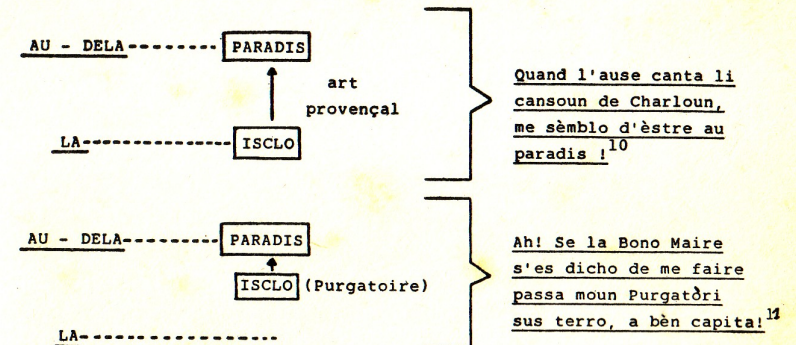 AU - DELA
PARADIS
art
provençal
LA
ISCLO
Quand l'ause canta li
cansoun de Charloun,
me sèmblo d'èstre au
paradis !10
AU - DELA
PARADIS
ISCLO (Purgatoire)
LA
Ah! Se la Bono Maire
s'es dicho de me faire
passa moun Purgatòri
sus terro, a bèn capita!11